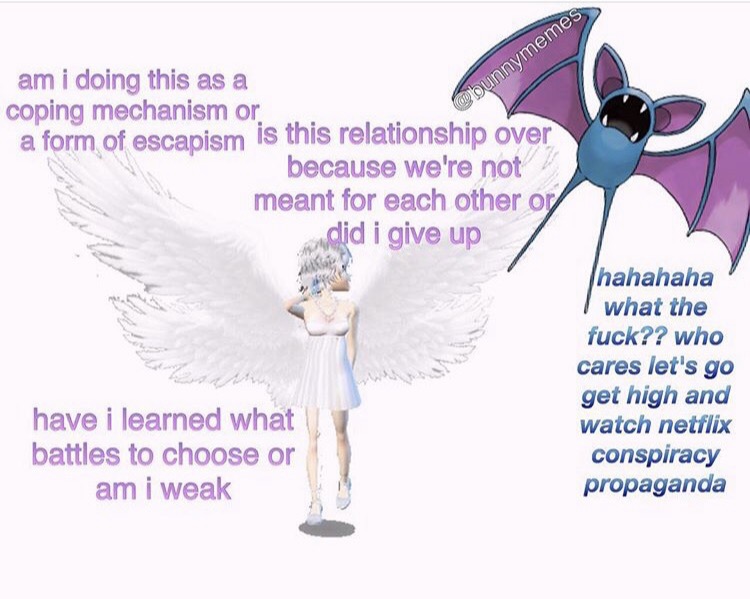 @bunnymemes
am i doing this as a
coping mechanism or
a form of escapism
is this relationship over
because we're not
meant for each other or
did i give up
hahahaha
what the
fuck?? who
cares let's go
get high and
watch netflix
conspiracy
propaganda
have i learned what
battles to choose or
am i weak